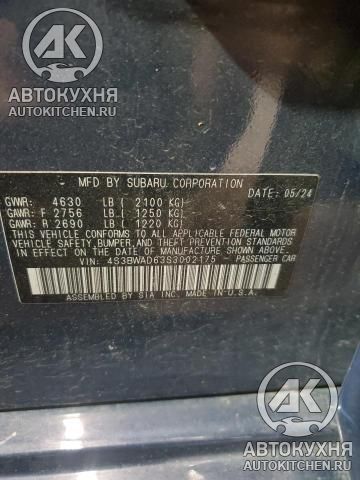 АК
АВТОКУХНЯ
AUTOKITCHEN.RU
MFD BY SUBARU CORPORATION
GVWR: 4630 LB ( 2100 KG) DATE: 05/24
GAWR: F 2756 LB ( 1250 KG)
GAWR: R 2690 LB ( 1220 KG)
THIS VEHICLE CONFORMS TO ALL APPLICABLE FEDERAL MOTOR
VEHICLE SAFETY, BUMPER, AND THEFT PREVENTION STANDARDS
IN EFFECT ON THE DATE OF MANUFACTURE SHOWN ABOVE.
VIN: 4S3BWAD63S3002175 - PASSENGER CAR
ASSEMBLED BY SIA INC. MADE IN U.S.A.
АК
АВТОКУХНЯ
AUTOKITCHEN.RU